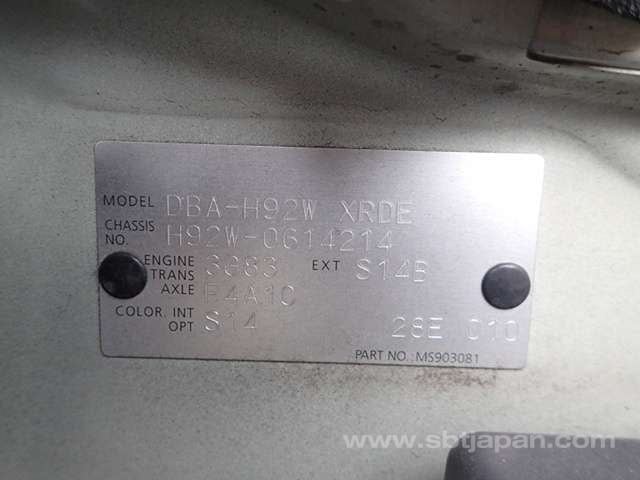 MODEL DBA-H92W XRDE
CHASSIS NO. H92W-0614214
ENGINE 3G83 EXT S14B
TRANS AXLE F4A1C
COLOR. INT S14
OPT 28E 010
PART NO.: MS903081
www.sbtjapan.com